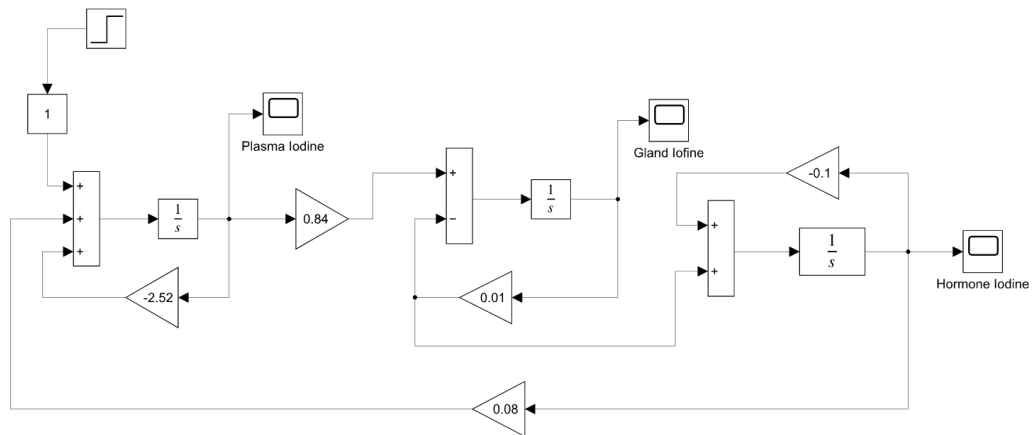 1
Plasma Iodine
Gland Iofine
-0.1
+
+
+
1
s
0.84
+
−
1
s
+
+
1
s
Hormone Iodine
-2.52
0.01
0.08